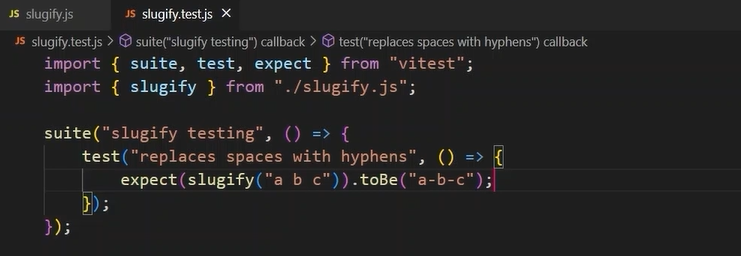 JS slugify.js JS slugify.test.js ×
JS slugify.test.js > suite("slugify testing") callback > test("replaces spaces with hyphens") callback
import { suite, test, expect } from "vitest";
import { slugify } from "./slugify.js";
suite("slugify testing", () => {
test("replaces spaces with hyphens", () => {
expect(slugify("a b c")).toBe("a-b-c");
});
});